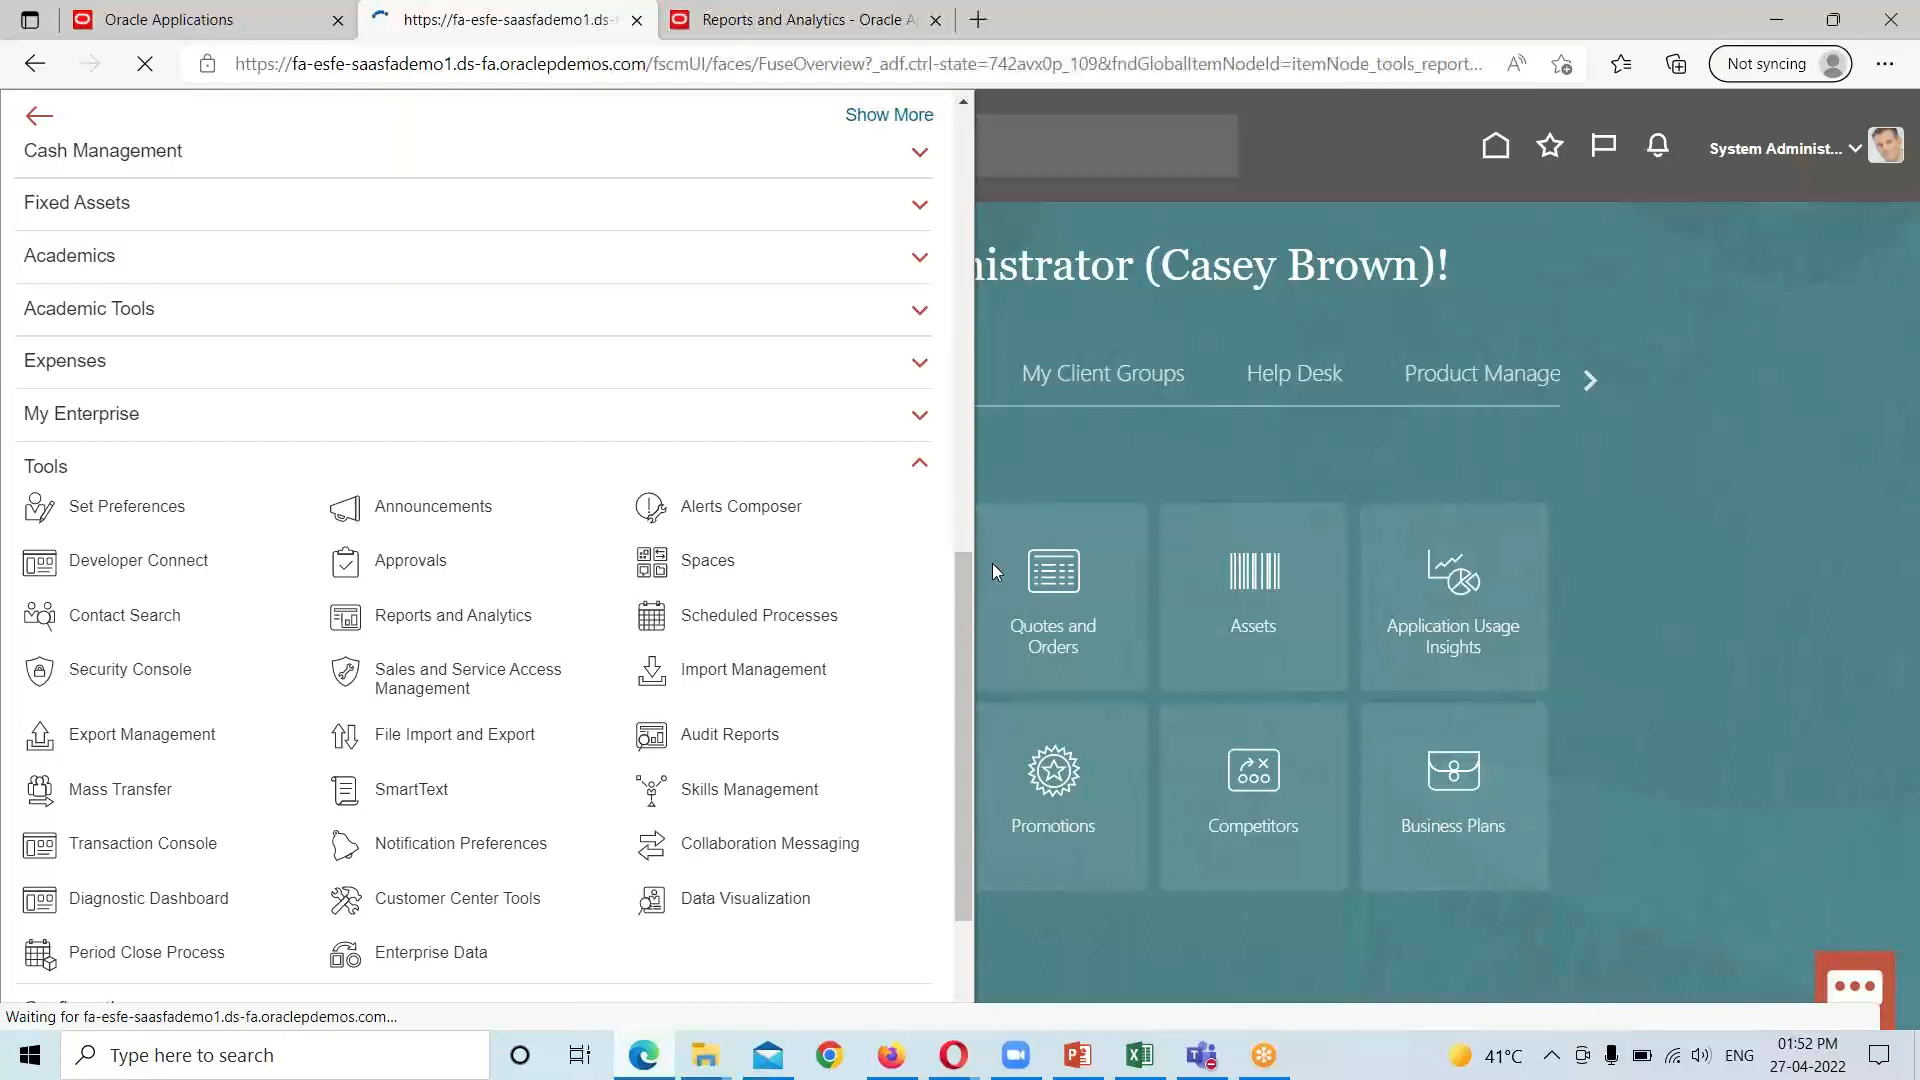 Oracle Applications
https://fa-esfe-saasfademo1.ds-
Reports and Analytics - Oracle A
https://fa-esfe-saasfademo1.ds-fa.oraclepdemos.com/fscmUI/faces/FuseOverview?_adf.ctrl-state=742avx0p_109&fndGlobalItemNodeId=itemNode_tools_report...
Not syncing
Show More
Cash Management
Fixed Assets
Academics
Academic Tools
Expenses
My Enterprise
Tools
Set Preferences
Announcements
Alerts Composer
Developer Connect
Approvals
Spaces
Contact Search
Reports and Analytics
Scheduled Processes
Security Console
Sales and Service Access
Management
Import Management
Export Management
File Import and Export
Audit Reports
Mass Transfer
SmartText
Skills Management
Transaction Console
Notification Preferences
Collaboration Messaging
Diagnostic Dashboard
Customer Center Tools
Data Visualization
Period Close Process
Enterprise Data
System Administ...
nistrator (Casey Brown)!
My Client Groups
Help Desk
Product Manage
Quotes and
Orders
Assets
Application Usage
Insights
Promotions
Competitors
Business Plans
Waiting for fa-esfe-saasfademo1.ds-fa.oraclepdemos.com...
Type here to search
41°C
ENG
01:52 PM
27-04-2022